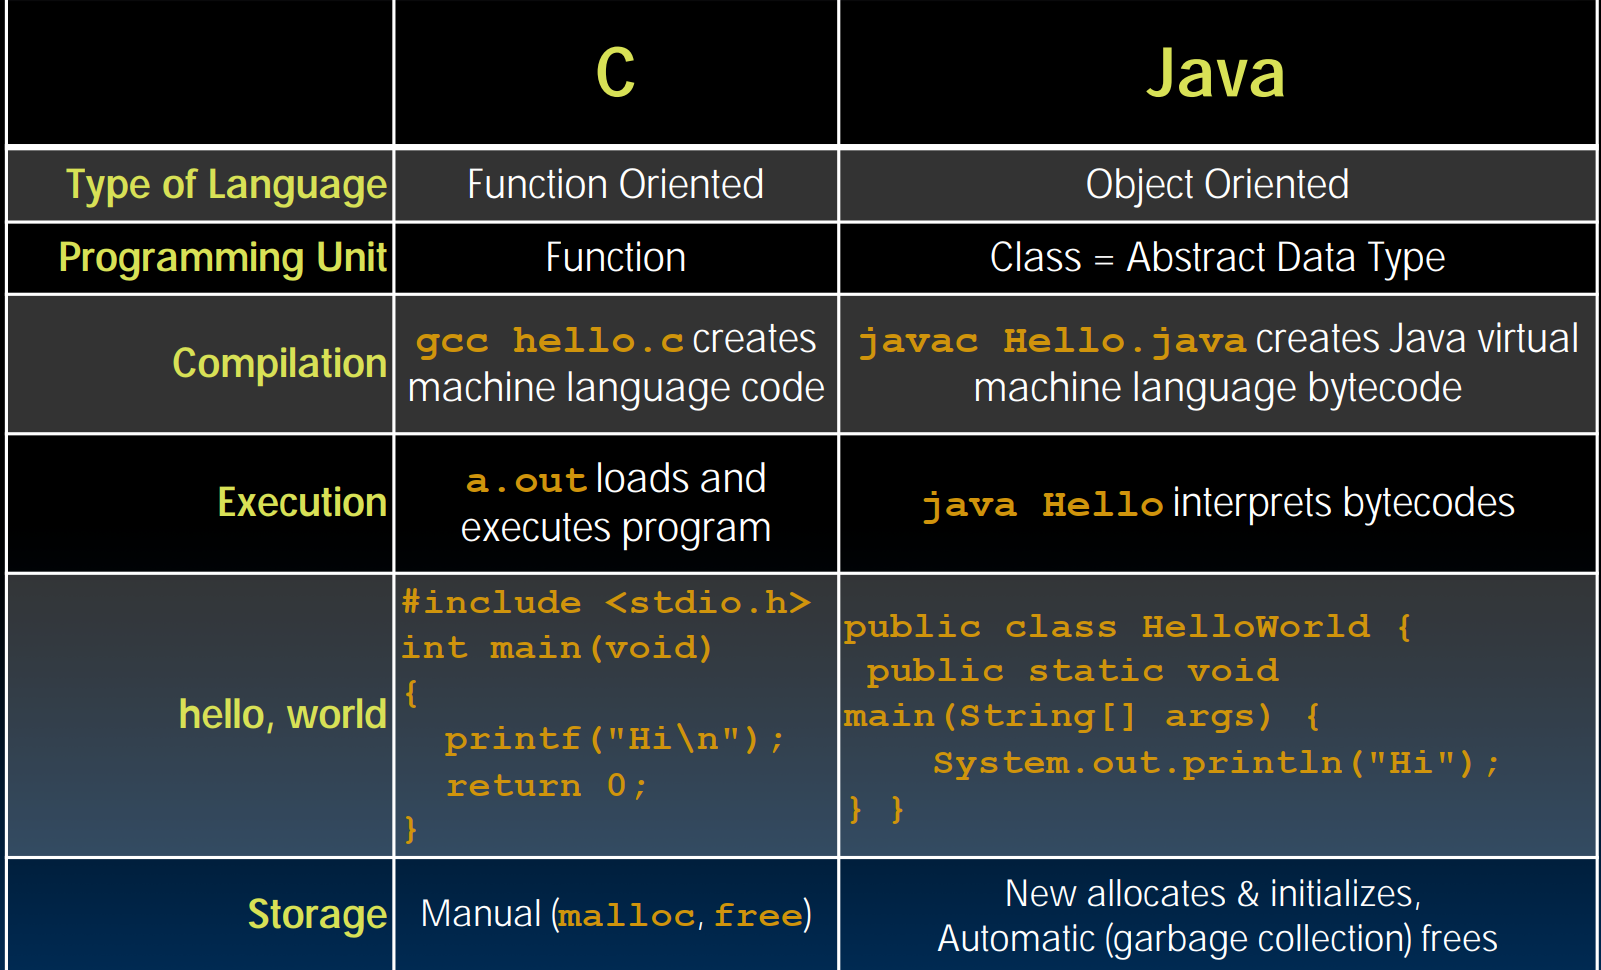 C
Java
Type of Language
Function Oriented
Object Oriented
Programming Unit
Function
Class = Abstract Data Type
Compilation
gcc hello.c creates
machine language code
javac Hello.java creates Java virtual
machine language bytecode
Execution
a.out loads and
executes program
java Hello interprets bytecodes
hello, world
#include <stdio.h>
int main(void)
{
  printf("Hi\n");
  return 0;
}
public class HelloWorld {
 public static void
main(String[] args) {
    System.out.println("Hi");
} }
Storage
Manual (malloc, free)
New allocates & initializes,
Automatic (garbage collection) frees